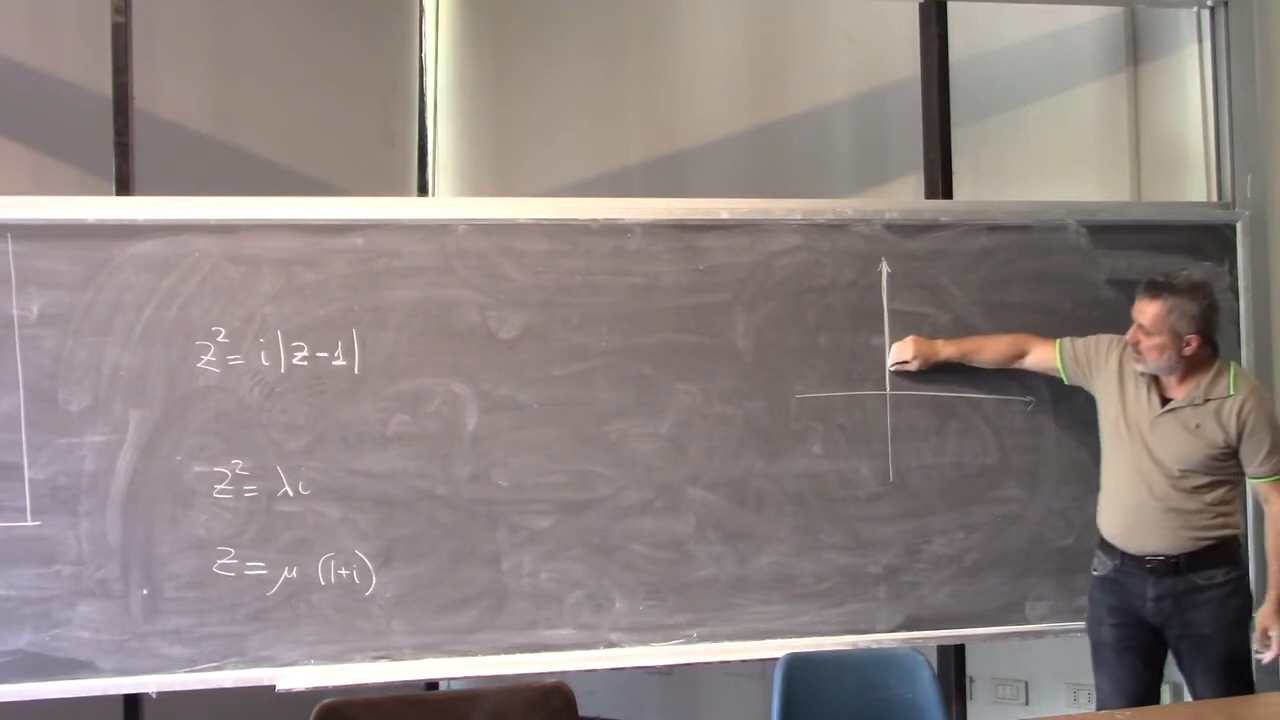 z² = i|z-1|
z² = λi
z = μ (1+i)